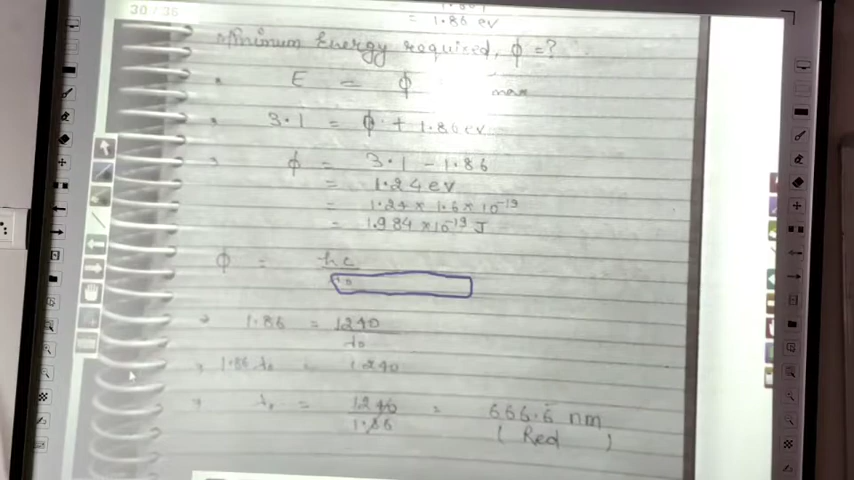 30 / 36
= 1.86 ev
Minimum Energy required, ϕ = ?
E = ϕ max
3.1 = ϕ + 1.86 ev
ϕ = 3.1 - 1.86
= 1.24 ev
= 1.24 × 1.6 × 10⁻¹⁹
= 1.984 × 10⁻¹⁹ J
ϕ = hc
λ₀
→ 1.86 = 1240
λ₀
1.86 λ₀ = 1240
λ₀ = 1240 = 666.6 nm
1.86 ( Red )